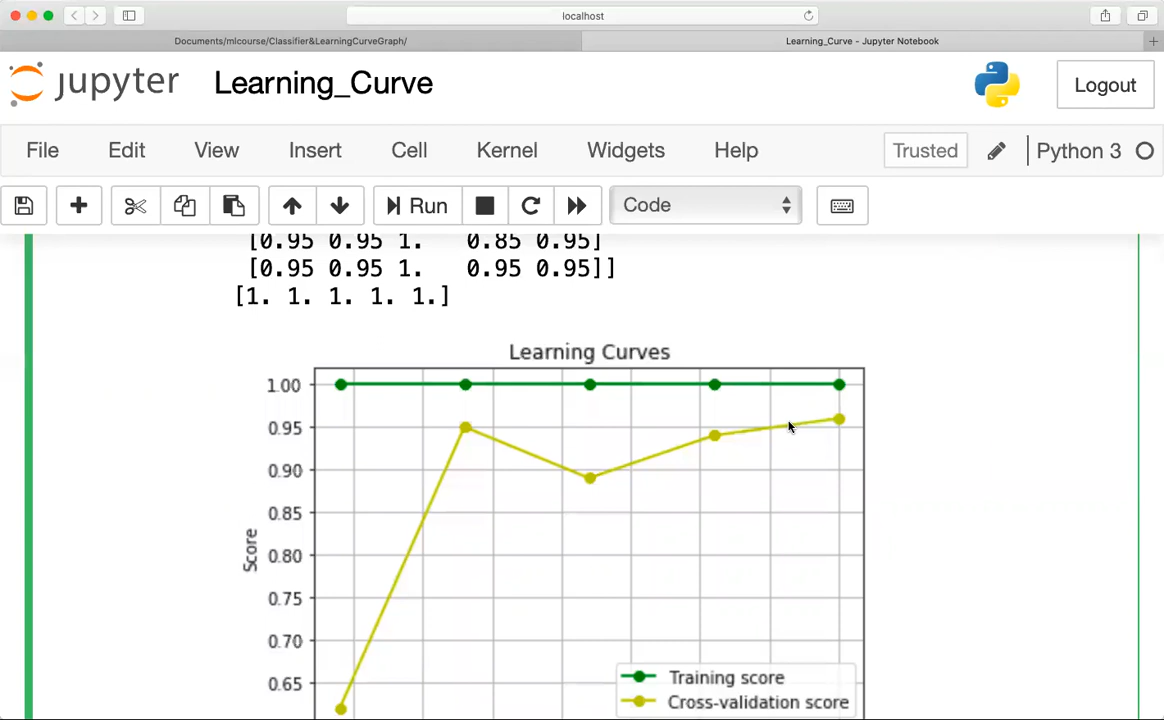 localhost
Documents/mlcourse/Classifier&LearningCurveGraph/
Learning_Curve - Jupyter Notebook
jupyter Learning_Curve
Logout
File Edit View Insert Cell Kernel Widgets Help
Trusted
Python 3
Run
Code
[0.95 0.95 1.   0.85 0.95]
[0.95 0.95 1.   0.95 0.95]]
[1. 1. 1. 1. 1.]
Learning Curves
1.00
0.95
0.90
0.85
0.80
0.75
0.70
0.65
Score
Training score
Cross-validation score